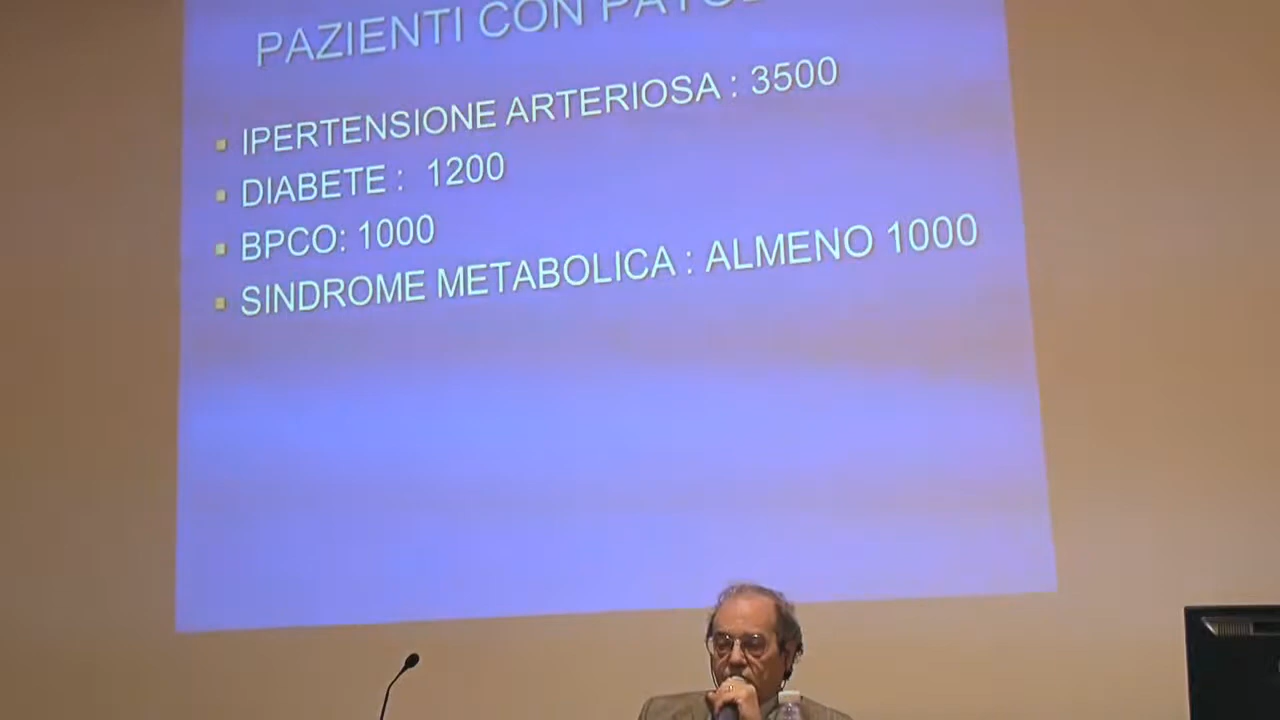 PAZIENTI CON
IPERTENSIONE ARTERIOSA : 3500
DIABETE : 1200
BPCO: 1000
SINDROME METABOLICA : ALMENO 1000